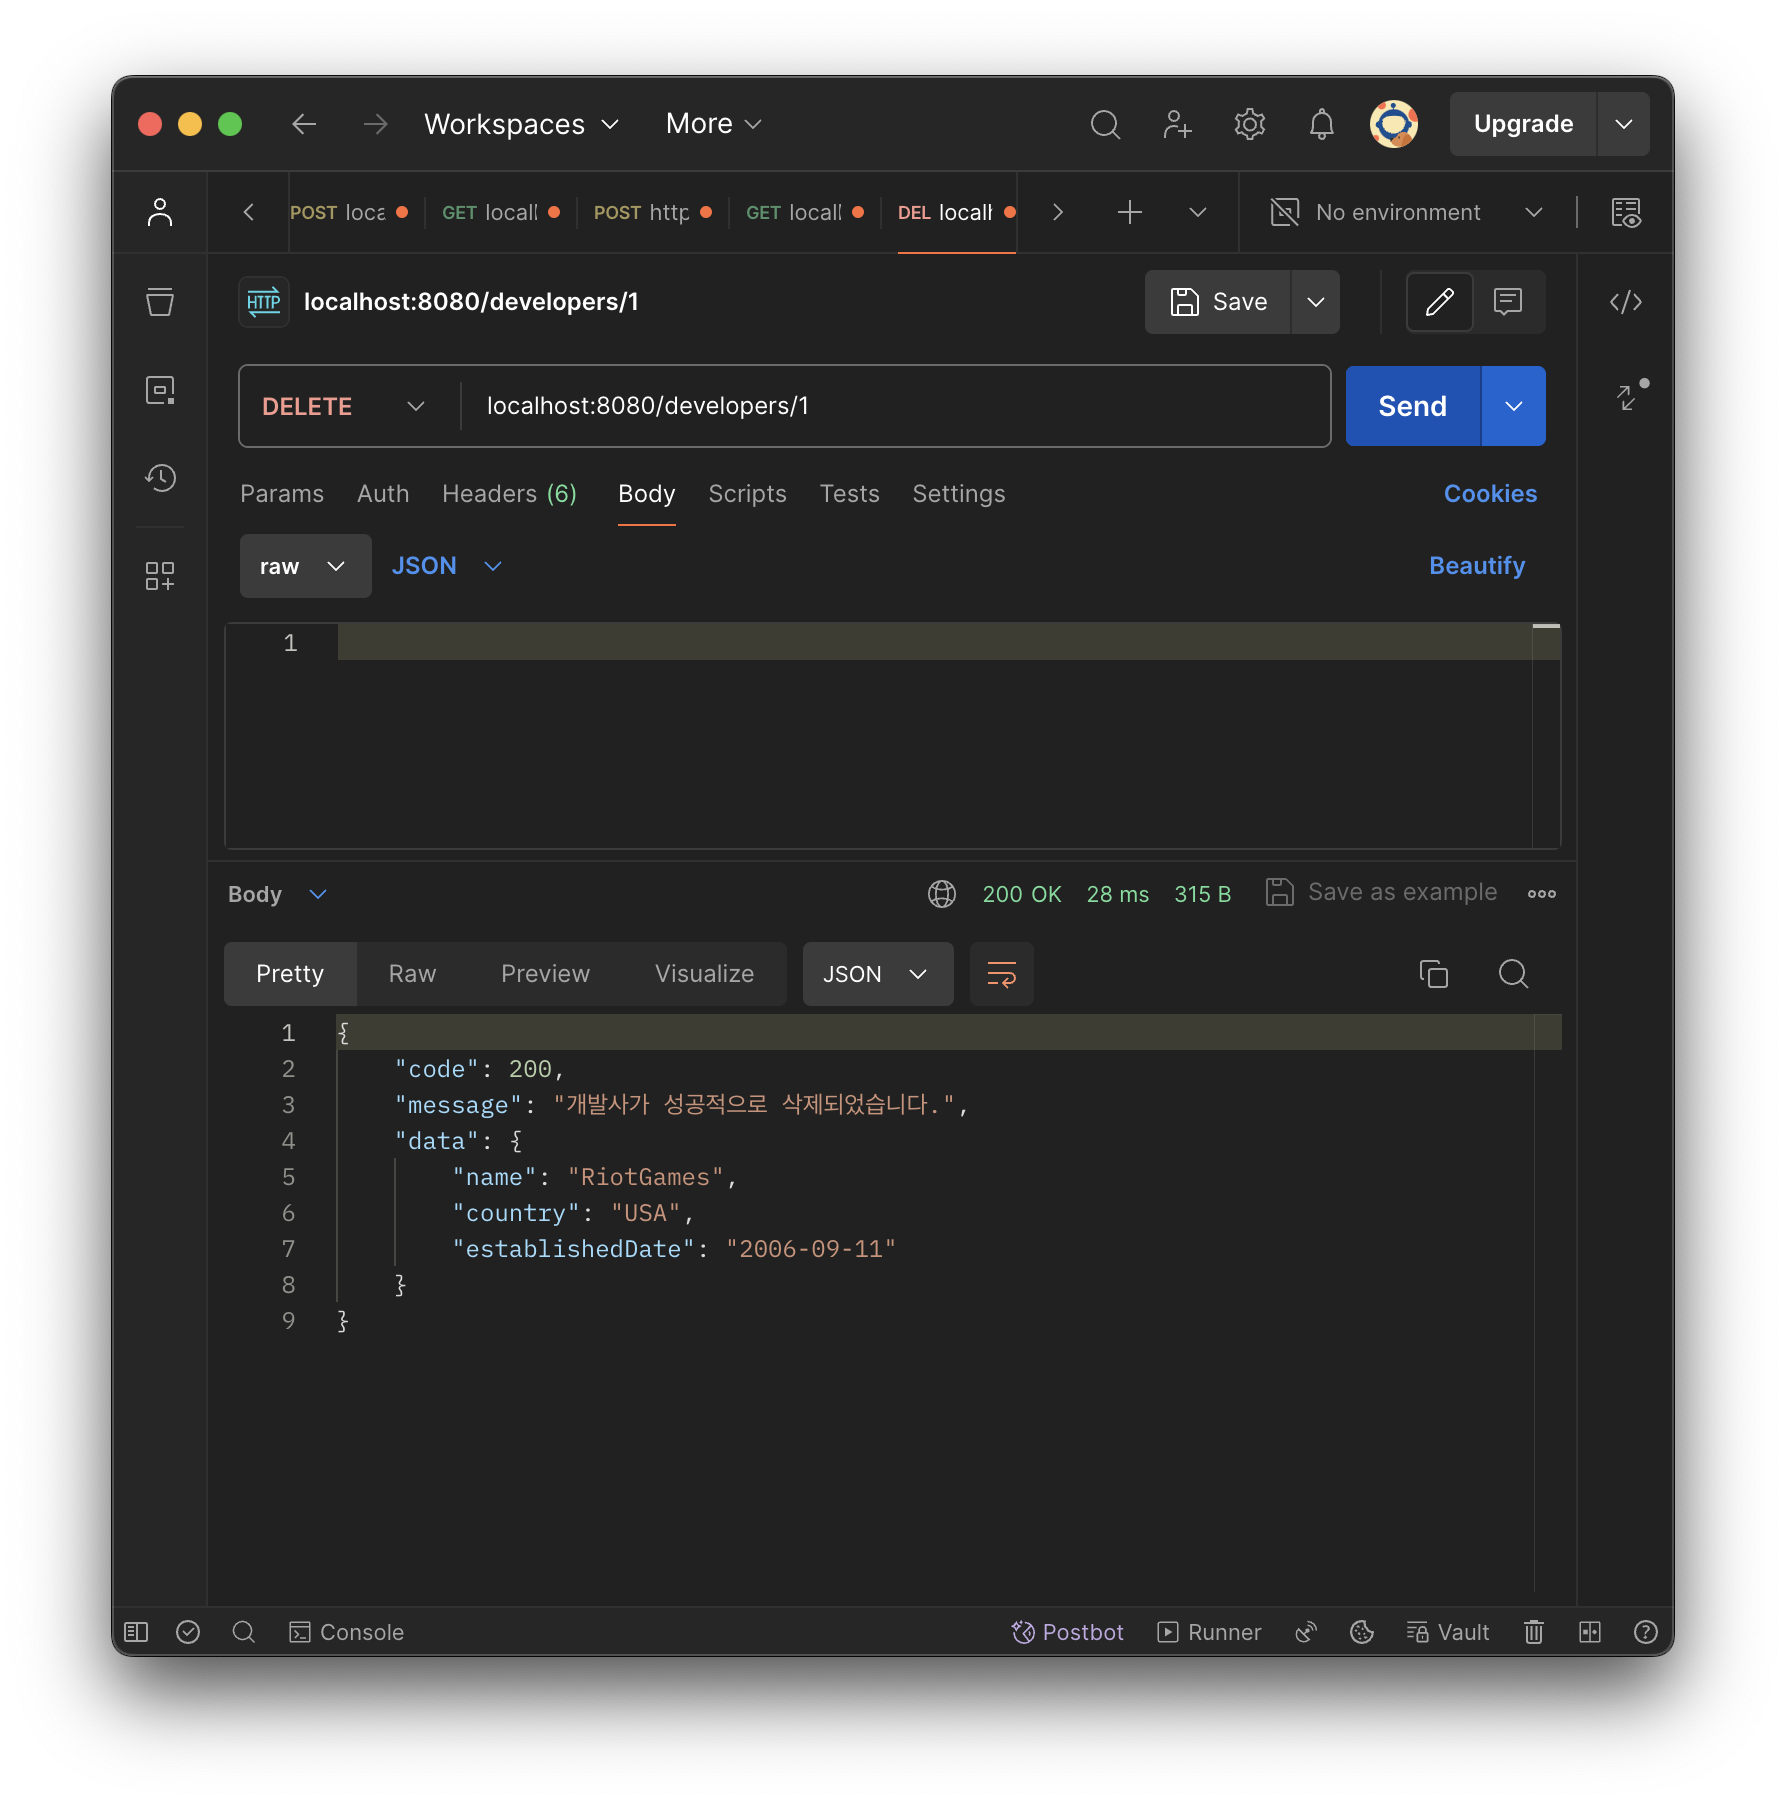 Workspaces More Upgrade
POST loca GET local POST http GET local DEL local No environment
HTTP localhost:8080/developers/1 Save
DELETE localhost:8080/developers/1 Send
Params Auth Headers (6) Body Scripts Tests Settings Cookies
raw JSON Beautify
1
Body 200 OK 28 ms 315 B Save as example
Pretty Raw Preview Visualize JSON
1 {
2 "code": 200,
3 "message": "개발사가 성공적으로 삭제되었습니다.",
4 "data": {
5 "name": "RiotGames",
6 "country": "USA",
7 "establishedDate": "2006-09-11"
8 }
9 }
Console Postbot Runner Vault